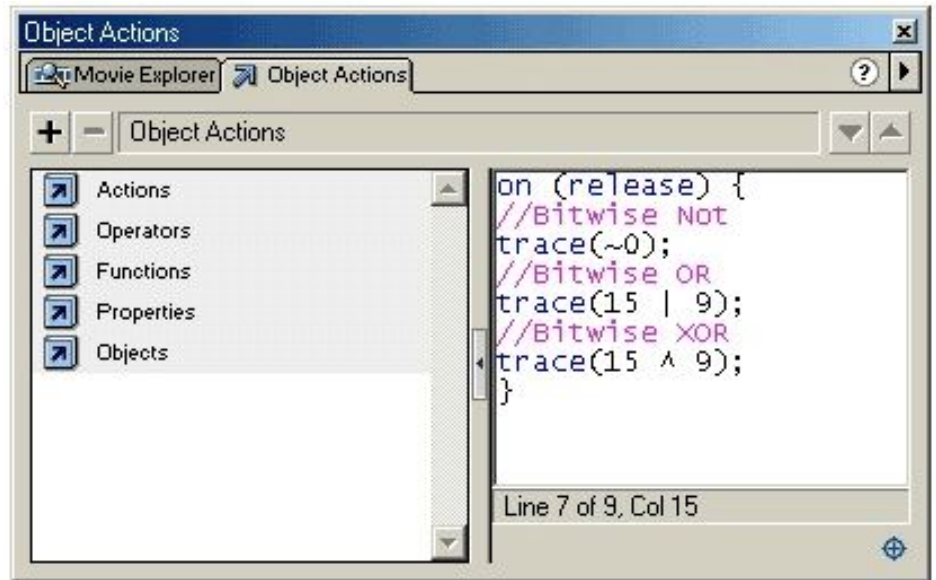 Object Actions
Movie Explorer Object Actions ?
+ - Object Actions
Actions
Operators
Functions
Properties
Objects
on (release) {
//Bitwise Not
trace(~0);
//Bitwise OR
trace(15 | 9);
//Bitwise XOR
trace(15 ^ 9);
}
Line 7 of 9, Col 15